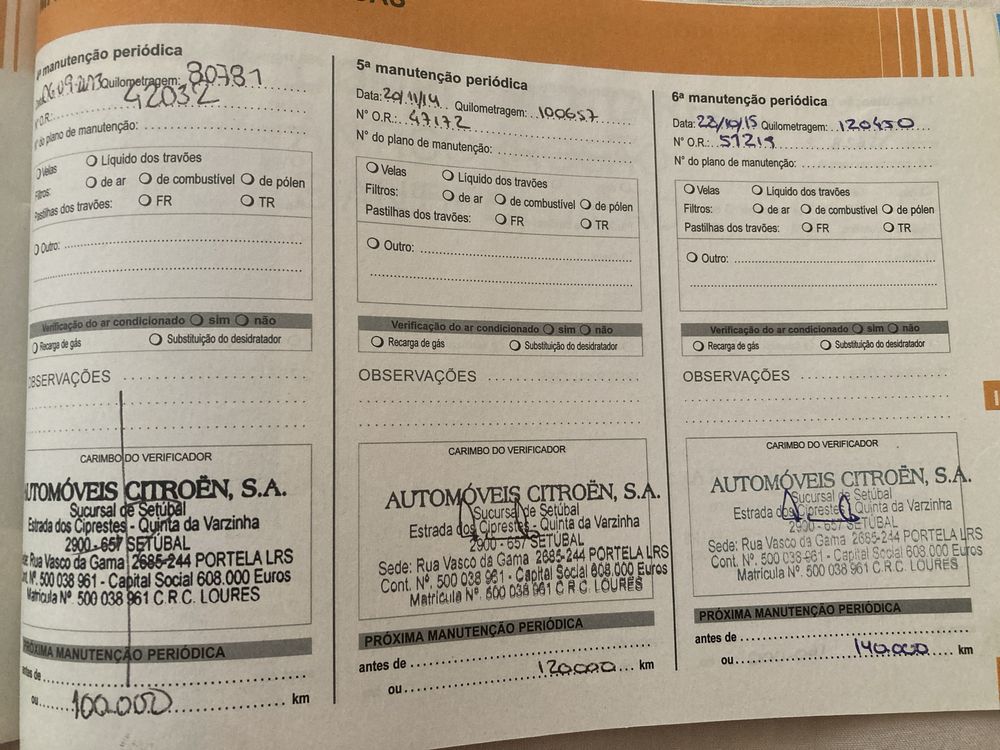 4ª manutenção periódica
Data: 06.09.2013 Quilometragem: 80781
N° O.R.: 42032
N° do plano de manutenção:
Velas Líquido dos travões
Filtros: de ar de combustível de pólen
Pastilhas dos travões: FR TR
Outro:
Verificação do ar condicionado sim não
Recarga de gás Substituição do desidratador
OBSERVAÇÕES
CARIMBO DO VERIFICADOR
AUTOMÓVEIS CITROËN, S.A.
Sucursal de Setúbal
Estrada dos Ciprestes - Quinta da Varzinha
2900 - 657 SETÚBAL
Sede: Rua Vasco da Gama 2685-244 PORTELA LRS
Cont. Nº. 500 038 961 - Capital Social 608.000 Euros
Matrícula Nº. 500 038 961 C.R.C. LOURES
PRÓXIMA MANUTENÇÃO PERIÓDICA
antes de
ou 100.000 km
5ª manutenção periódica
Data: 20/11/14 Quilometragem: 100657
N° O.R.: 47172
N° do plano de manutenção:
Velas Líquido dos travões
Filtros: de ar de combustível de pólen
Pastilhas dos travões: FR TR
Outro:
Verificação do ar condicionado sim não
Recarga de gás Substituição do desidratador
OBSERVAÇÕES
CARIMBO DO VERIFICADOR
AUTOMÓVEIS CITROËN, S.A.
Sucursal de Setúbal
Estrada dos Ciprestes - Quinta da Varzinha
2900 - 657 SETÚBAL
Sede: Rua Vasco da Gama 2685-244 PORTELA LRS
Cont. Nº. 500 038 961 - Capital Social 608.000 Euros
Matrícula Nº. 500 038 961 C.R.C. LOURES
PRÓXIMA MANUTENÇÃO PERIÓDICA
antes de
ou 120.000 km
6ª manutenção periódica
Data: 22/10/15 Quilometragem: 120450
N° O.R.: 51219
N° do plano de manutenção:
Velas Líquido dos travões
Filtros: de ar de combustível de pólen
Pastilhas dos travões: FR TR
Outro:
Verificação do ar condicionado sim não
Recarga de gás Substituição do desidratador
OBSERVAÇÕES
CARIMBO DO VERIFICADOR
AUTOMÓVEIS CITROËN, S.A.
Sucursal de Setúbal
Estrada dos Ciprestes - Quinta da Varzinha
2900 - 657 SETÚBAL
Sede: Rua Vasco da Gama 2685-244 PORTELA LRS
Cont. Nº. 500 038 961 - Capital Social 608.000 Euros
Matrícula Nº. 500 038 961 C.R.C. LOURES
PRÓXIMA MANUTENÇÃO PERIÓDICA
antes de
ou 140.000 km